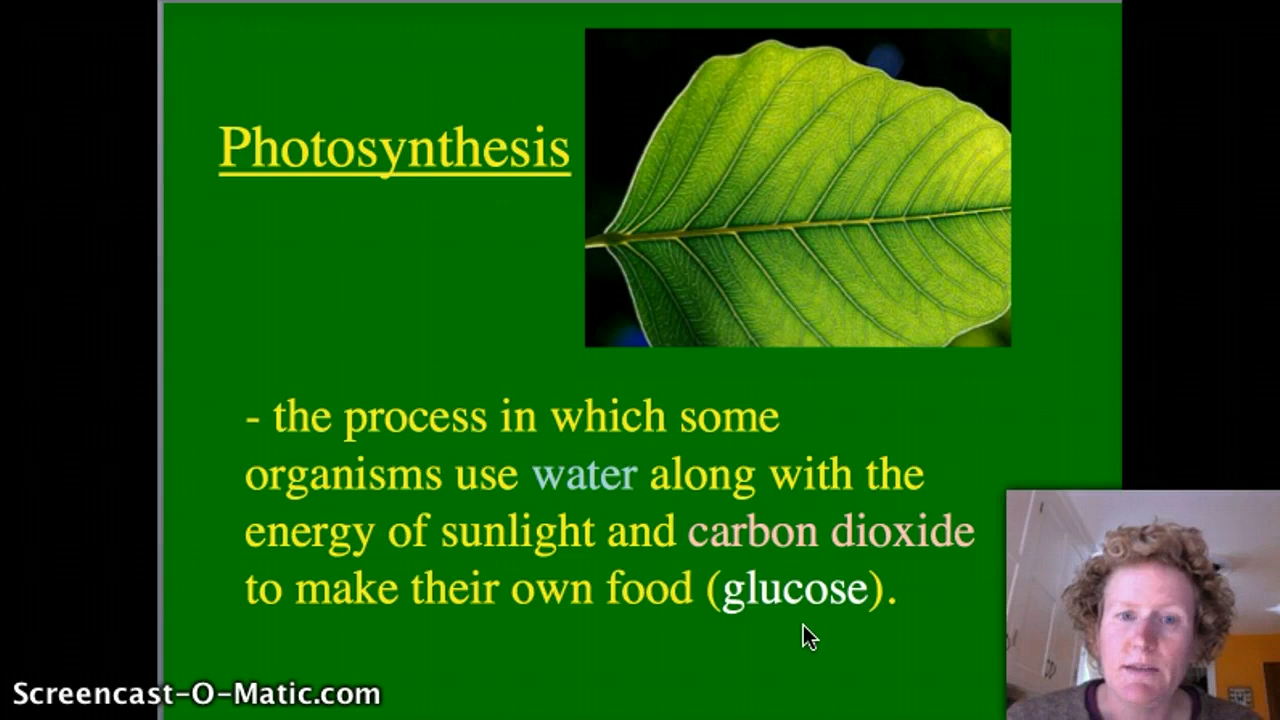 Photosynthesis
- the process in which some
organisms use water along with the
energy of sunlight and carbon dioxide
to make their own food (glucose).
Screencast-O-Matic.com